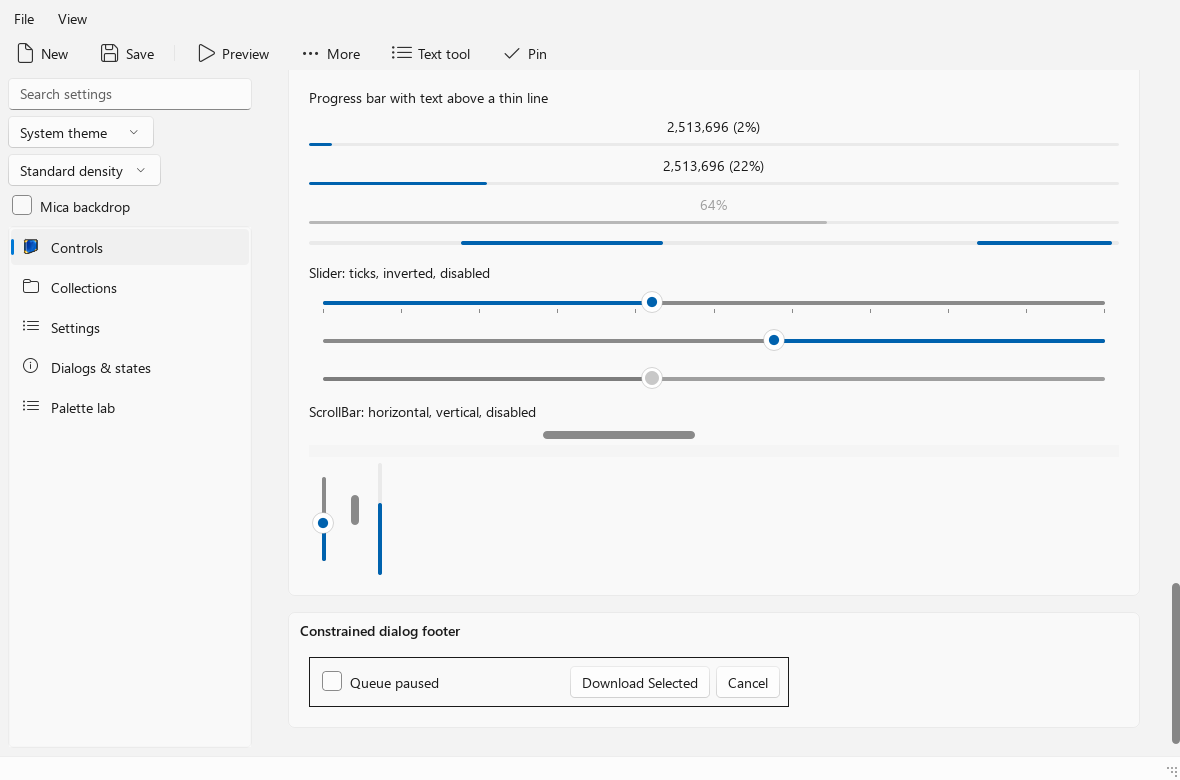 File View
New Save Preview More Text tool Pin
Search settings
System theme
Standard density
Mica backdrop
Controls
Collections
Settings
Dialogs & states
Palette lab
Progress bar with text above a thin line
2,513,696 (2%)
2,513,696 (22%)
64%
Slider: ticks, inverted, disabled
ScrollBar: horizontal, vertical, disabled
Constrained dialog footer
Queue paused Download Selected Cancel